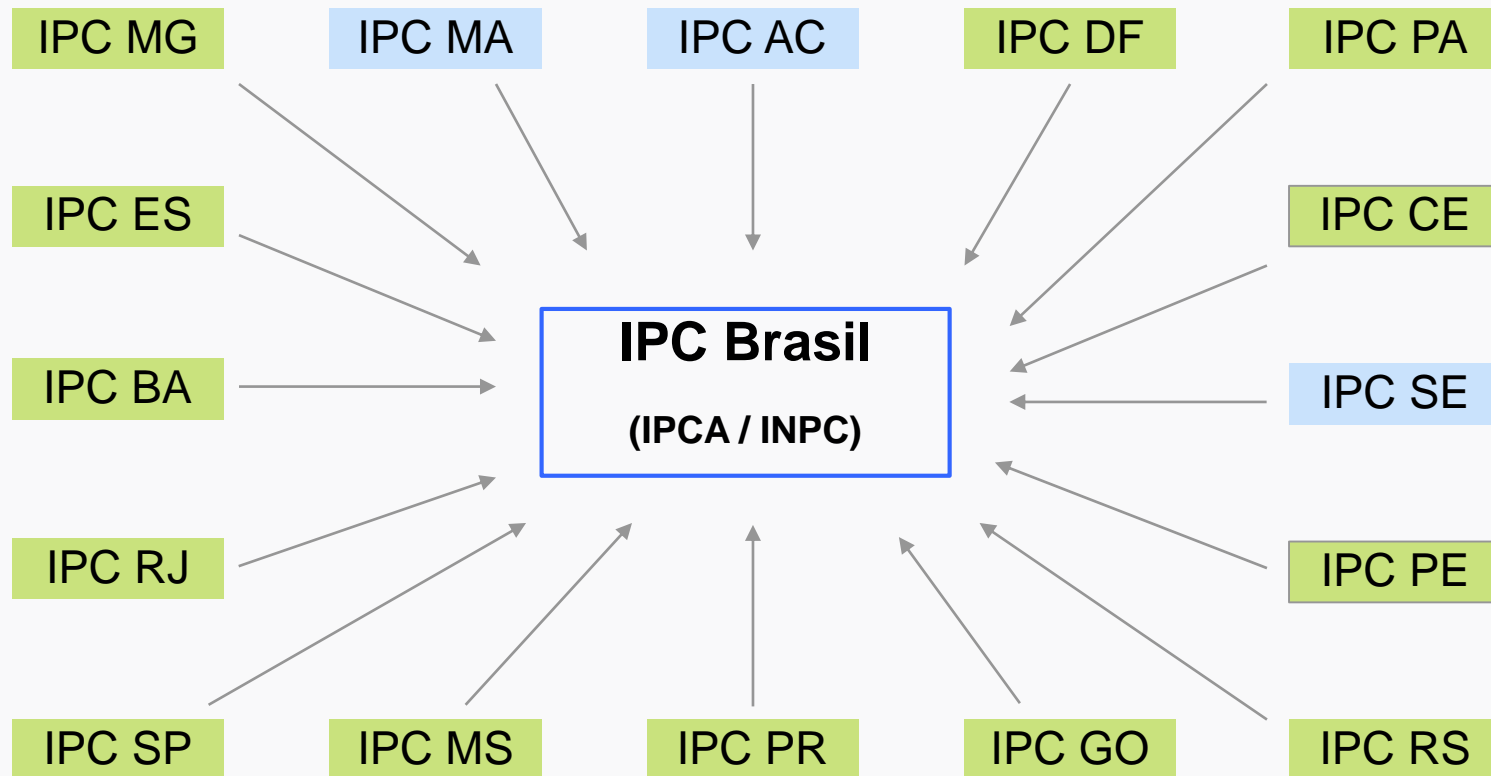 IPC MG
IPC MA
IPC AC
IPC DF
IPC PA
IPC ES
IPC CE
IPC Brasil
(IPCA / INPC)
IPC BA
IPC SE
IPC RJ
IPC PE
IPC SP
IPC MS
IPC PR
IPC GO
IPC RS